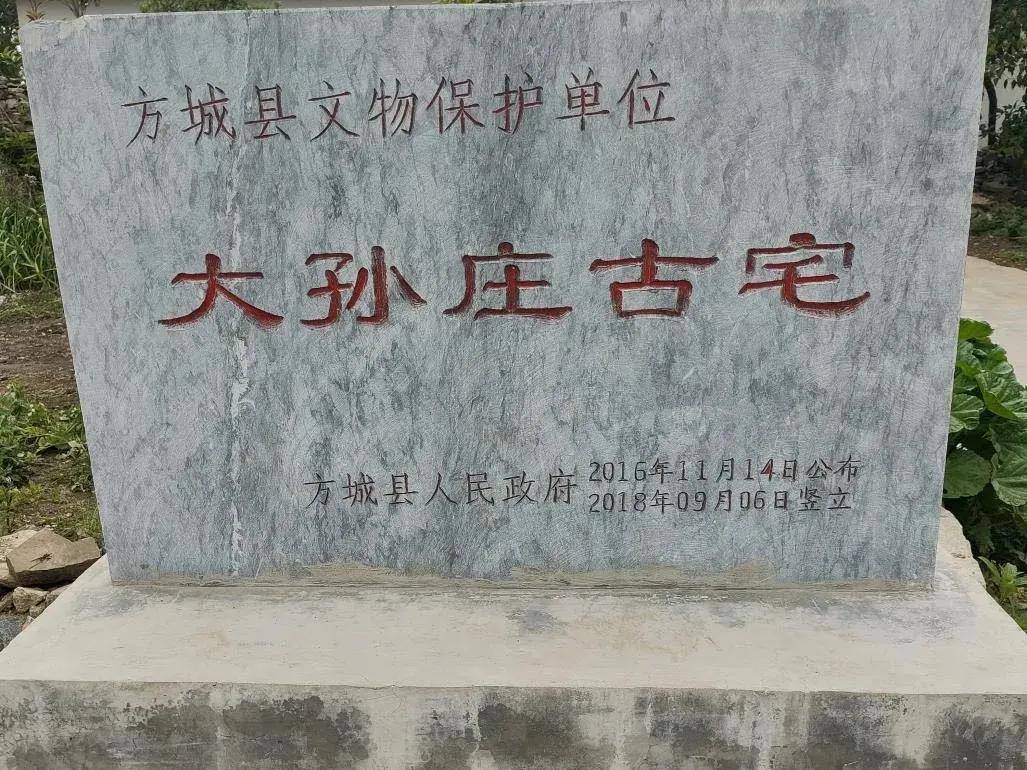 方城县文物保护单位
大孙庄古宅
方城县人民政府 2016年11月14日公布
2018年09月06日竖立